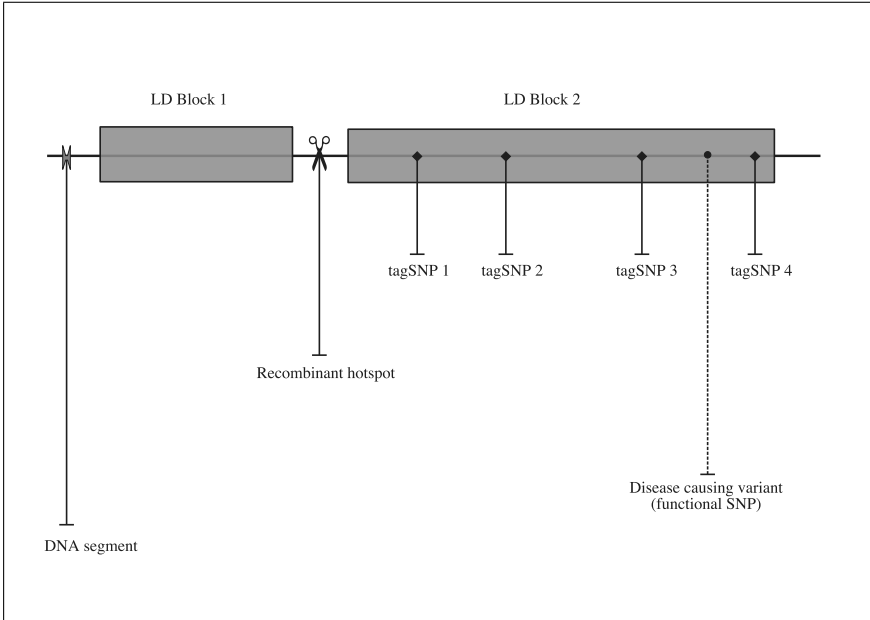 LD Block 1
LD Block 2
tagSNP 1
tagSNP 2
tagSNP 3
tagSNP 4
Recombinant hotspot
Disease causing variant
(functional SNP)
DNA segment